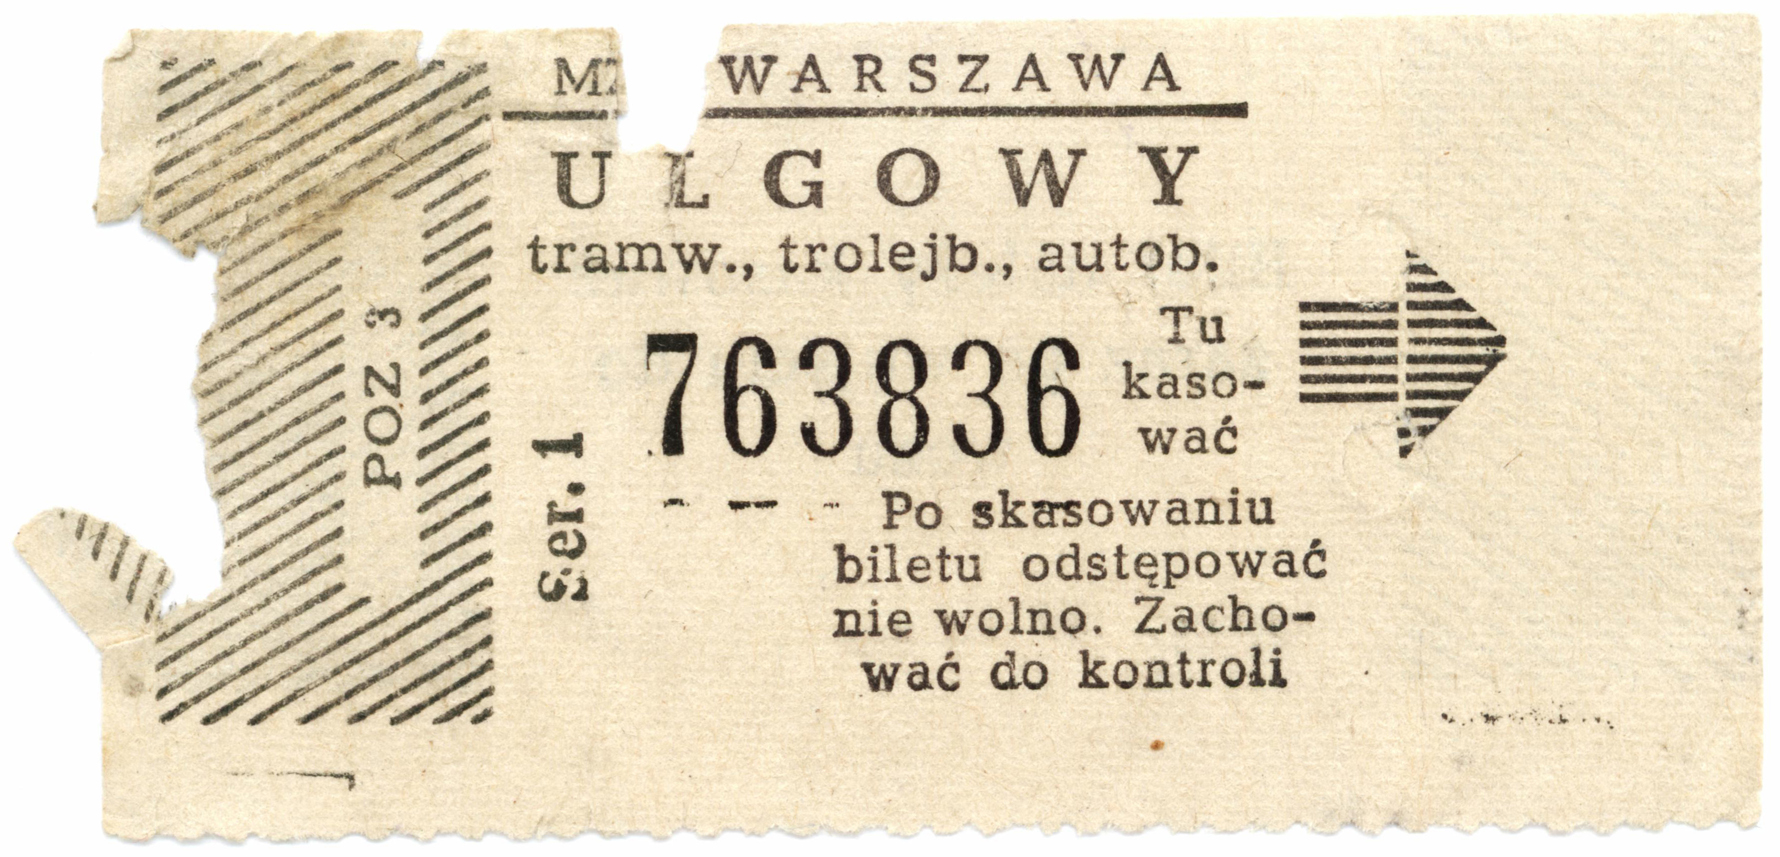 WARSZAWA
ULGOWY
tramw., trolejb., autob.
763836
Tu
kaso-
wać
POZ 3
Ser. 1
Po skasowaniu
biletu odstępować
nie wolno. Zacho-
wać do kontroli